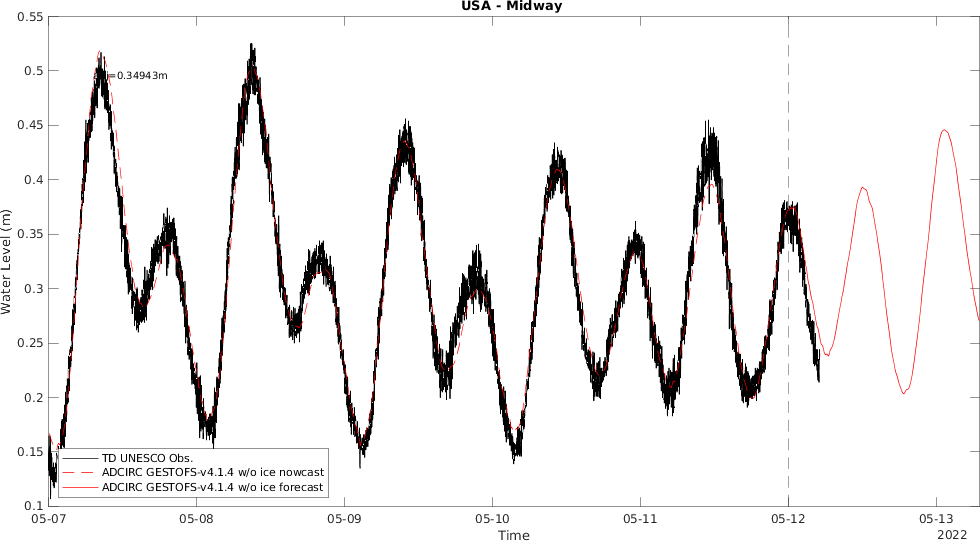 USA - Midway
0.55
0.5
0.45
0.4
0.35
0.3
0.25
0.2
0.15
0.1
Water Level (m)
=0.34943m
TD UNESCO Obs.
ADCIRC GESTOFS-v4.1.4 w/o ice nowcast
ADCIRC GESTOFS-v4.1.4 w/o ice forecast
05-07 05-08 05-09 05-10 05-11 05-12 05-13
Time
2022